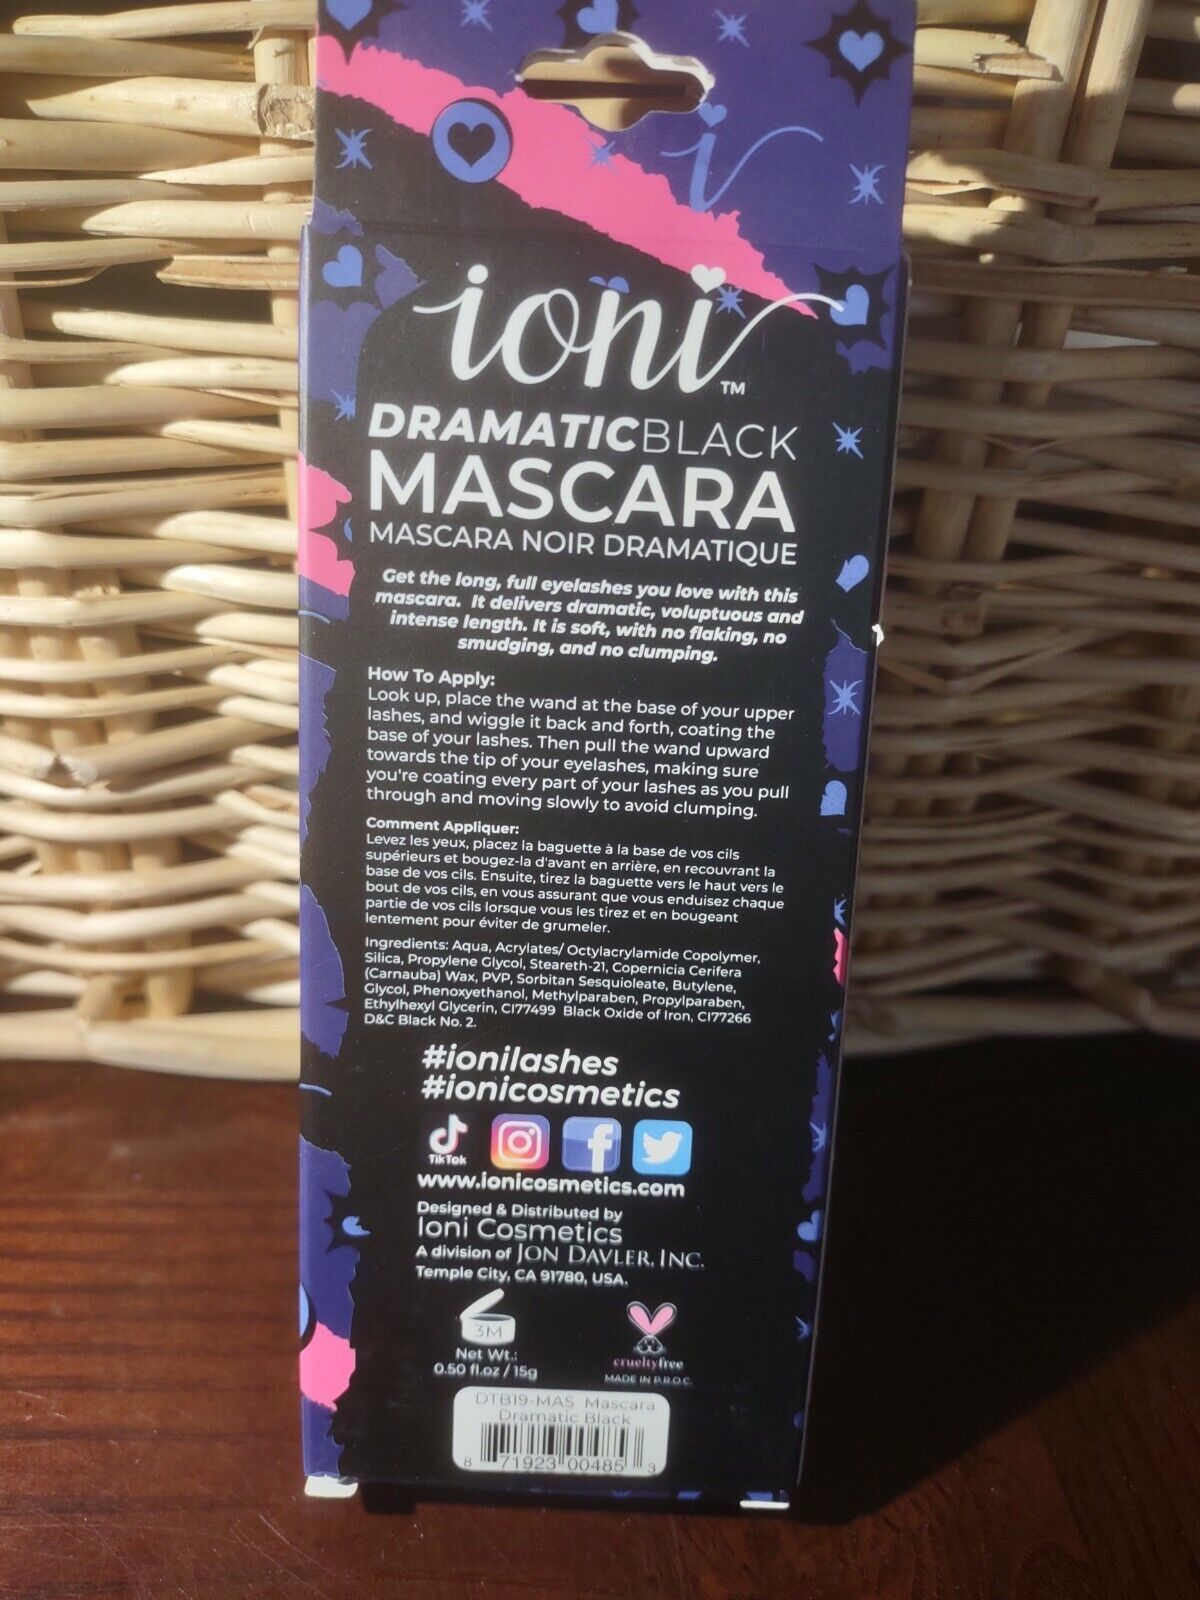 ioni™
DRAMATICBLACK
MASCARA
MASCARA NOIR DRAMATIQUE
Get the long, full eyelashes you love with this
mascara. It delivers dramatic, voluptuous and
intense length. It is soft, with no flaking, no
smudging, and no clumping.
How To Apply:
Look up, place the wand at the base of your upper
lashes, and wiggle it back and forth, coating the
base of your lashes. Then pull the wand upward
towards the tip of your eyelashes, making sure
you're coating every part of your lashes as you pull
through and moving slowly to avoid clumping.
Comment Appliquer:
Levez les yeux, placez la baguette à la base de vos cils
supérieurs et bougez-la d'avant en arrière, en recouvrant la
base de vos cils. Ensuite, tirez la baguette vers le haut vers le
bout de vos cils, en vous assurant que vous enduisez chaque
partie de vos cils lorsque vous les tirez et en bougeant
lentement pour éviter de grumeler.
Ingredients: Aqua, Acrylates/ Octylacrylamide Copolymer,
Silica, Propylene Glycol, Steareth-21, Copernicia Cerifera
(Carnauba) Wax, PVP, Sorbitan Sesquioleate, Butylene,
Glycol, Phenoxyethanol, Methylparaben, Propylparaben,
Ethylhexyl Glycerin, CI77499 Black Oxide of Iron, CI77266
D&C Black No. 2.
#ionilashes
#ionicosmetics
TikTok
www.ionicosmetics.com
Designed & Distributed by
Ioni Cosmetics
A division of JON DAVLER, INC.
Temple City, CA 91780, USA.
3M
Net Wt.:
0.50 fl.oz / 15g
crueltyfree
MADE IN P.R.O.C.
DTB19-MAS Mascara
Dramatic Black
8 71923 00485 3